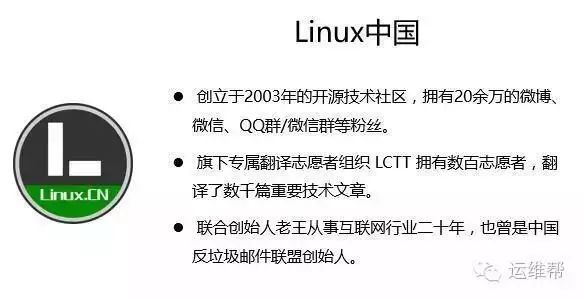 Linux中国
● 创立于2003年的开源技术社区，拥有20余万的微博、
微信、QQ群/微信群等粉丝。
● 旗下专属翻译志愿者组织 LCTT 拥有数百志愿者，翻
译了数千篇重要技术文章。
● 联合创始人老王从事互联网行业二十年，也曾是中国
反垃圾邮件联盟创始人。
L
Linux.CN
运维帮